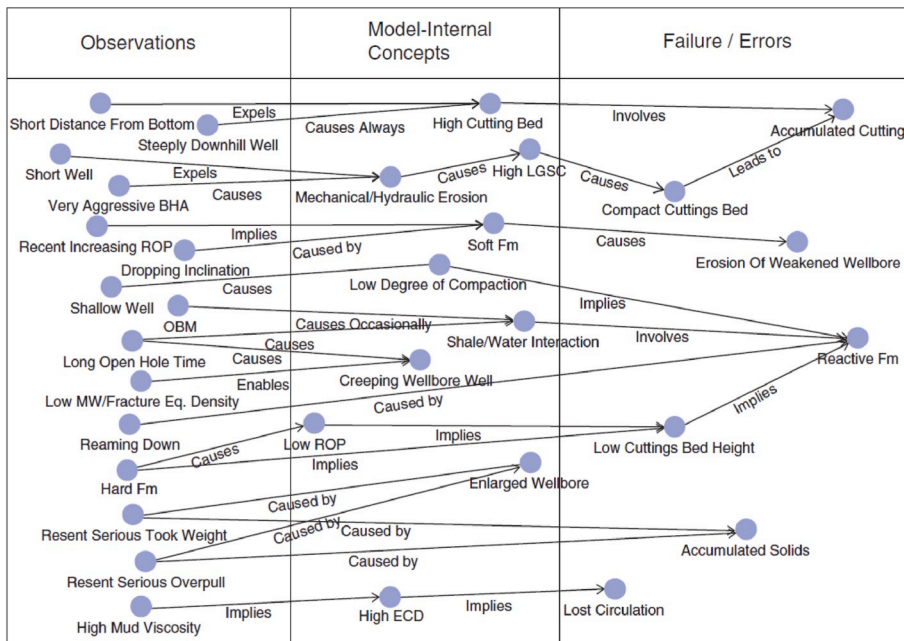 Observations
Model-Internal
Concepts
Failure / Errors
Short Distance From Bottom
Expels
High Cutting Bed
Involves
Accumulated Cutting
Steeply Downhill Well
Causes Always
Short Well
Expels
Causes
High LGSC
Causes
Leads to
Very Aggressive BHA
Causes
Mechanical/Hydraulic Erosion
Compact Cuttings Bed
Recent Increasing ROP
Implies
Soft Fm
Causes
Erosion Of Weakened Wellbore
Dropping Inclination
Caused by
Shallow Well
Causes
Low Degree of Compaction
Implies
OBM
Causes Occasionally
Shale/Water Interaction
Involves
Reactive Fm
Long Open Hole Time
Causes
Causes
Creeping Wellbore Well
Low MW/Fracture Eq. Density
Enables
Caused by
Implies
Reaming Down
Causes
Low ROP
Implies
Low Cuttings Bed Height
Hard Fm
Implies
Enlarged Wellbore
Resent Serious Took Weight
Caused by
Caused by
Caused by
Accumulated Solids
Resent Serious Overpull
Caused by
High Mud Viscosity
Implies
High ECD
Implies
Lost Circulation